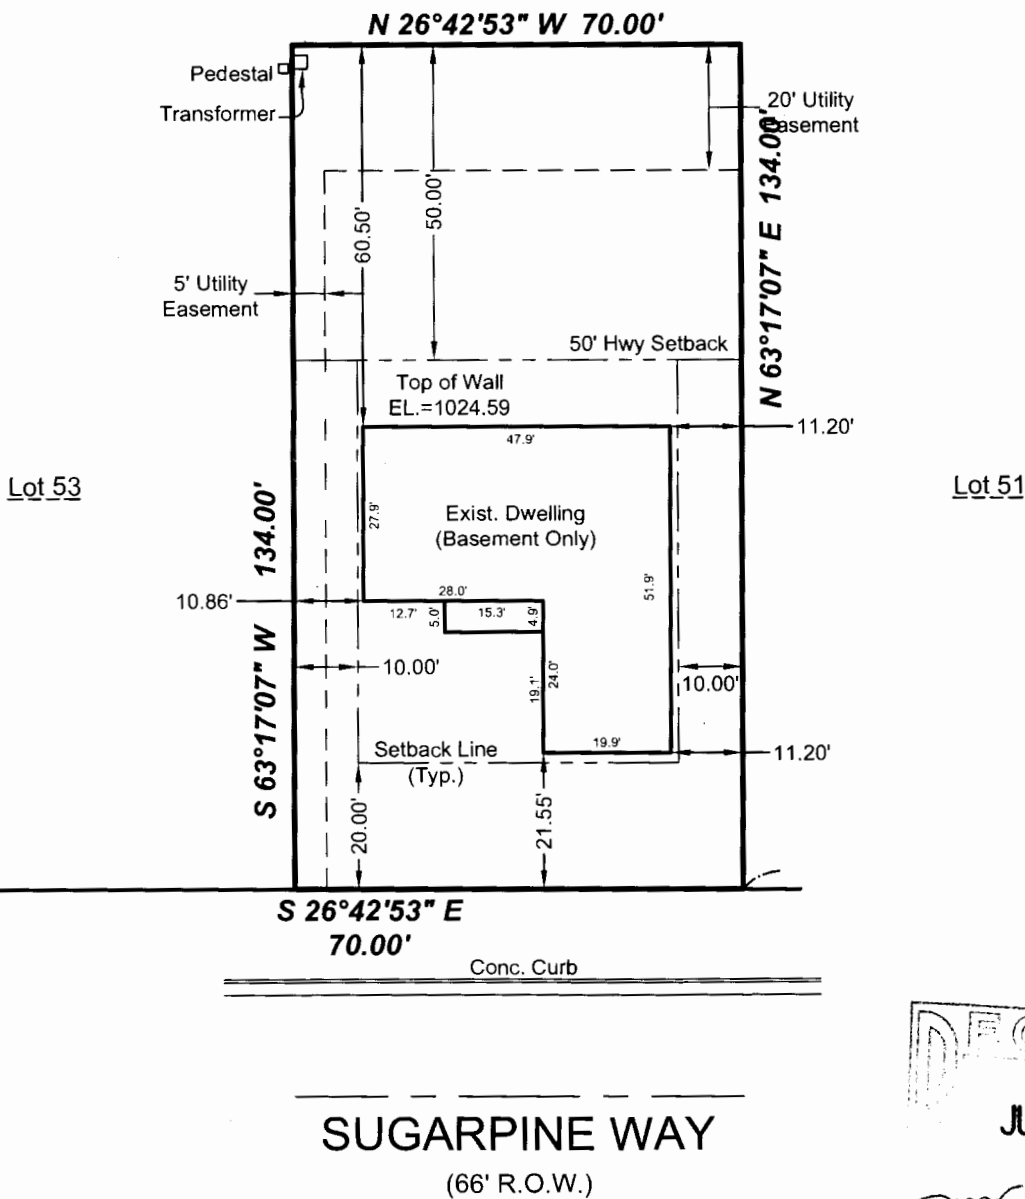 N 26°42'53" W 70.00'
Pedestal
Transformer
20' Utility
Easement
N 63°17'07" E 134.00'
60.50'
50.00'
5' Utility
Easement
50' Hwy Setback
Top of Wall
EL.=1024.59
11.20'
47.9'
Lot 53
Lot 51
S 63°17'07" W 134.00'
27.9'
Exist. Dwelling
(Basement Only)
51.9'
10.86'
28.0'
12.7'
5.0'
15.3'
4.9'
10.00'
19.1'
24.0'
10.00'
19.9'
Setback Line
(Typ.)
11.20'
20.00'
21.55'
S 26°42'53" E
70.00'
Conc. Curb
SUGARPINE WAY
(66' R.O.W.)
JU